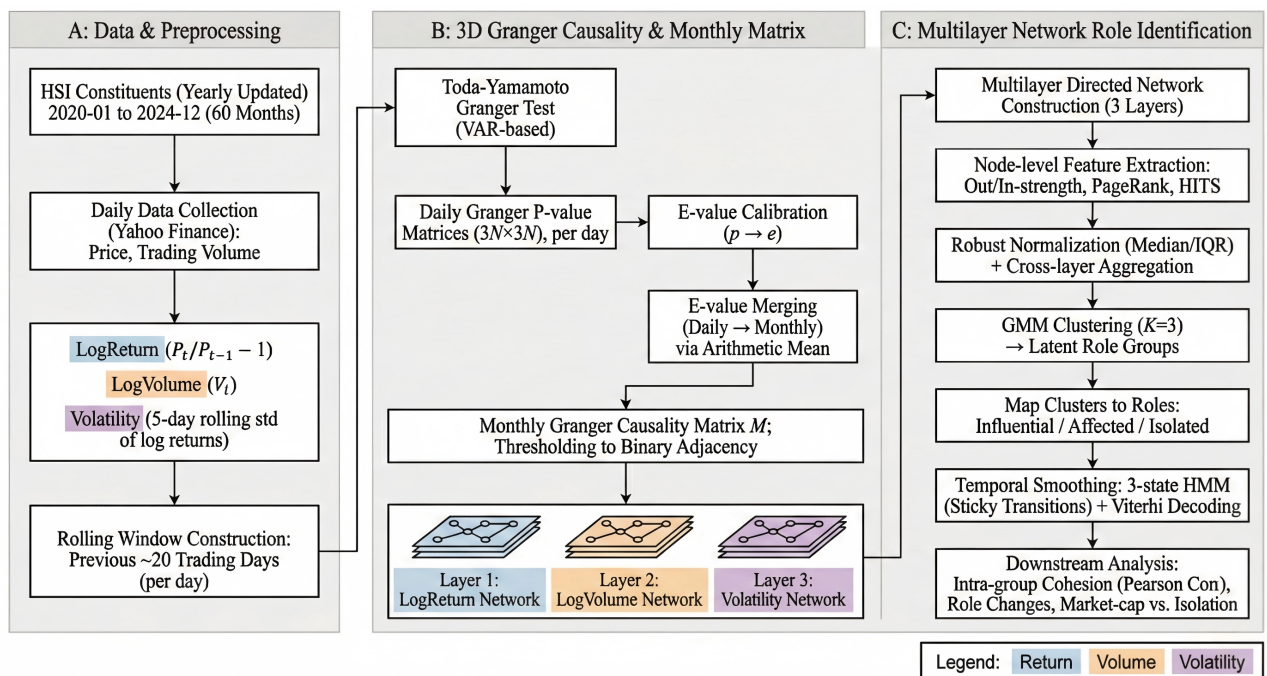 A: Data & Preprocessing
HSI Constituents (Yearly Updated)
2020-01 to 2024-12 (60 Months)
Daily Data Collection
(Yahoo Finance):
Price, Trading Volume
LogReturn (P_t/P_{t−1} − 1)
LogVolume (V_t)
Volatility (5-day rolling std
of log returns)
Rolling Window Construction:
Previous ~20 Trading Days
(per day)
B: 3D Granger Causality & Monthly Matrix
Toda-Yamamoto
Granger Test
(VAR-based)
Daily Granger P-value
Matrices (3N×3N), per day
E-value Calibration
(p → e)
E-value Merging
(Daily → Monthly)
via Arithmetic Mean
Monthly Granger Causality Matrix M;
Thresholding to Binary Adjacency
Layer 1:
LogReturn Network
Layer 2:
LogVolume Network
Layer 3:
Volatility Network
C: Multilayer Network Role Identification
Multilayer Directed Network
Construction (3 Layers)
Node-level Feature Extraction:
Out/In-strength, PageRank, HITS
Robust Normalization (Median/IQR)
+ Cross-layer Aggregation
GMM Clustering (K=3)
→ Latent Role Groups
Map Clusters to Roles:
Influential / Affected / Isolated
Temporal Smoothing: 3-state HMM
(Sticky Transitions) + Viterhi Decoding
Downstream Analysis:
Intra-group Cohesion (Pearson Con),
Role Changes, Market-cap vs. Isolation
Legend: Return Volume Volatility